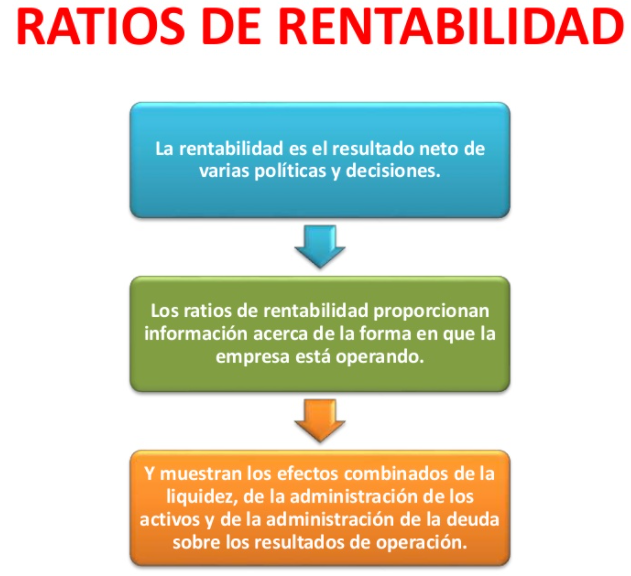 RATIOS DE RENTABILIDAD
La rentabilidad es el resultado neto de
varias políticas y decisiones.
Los ratios de rentabilidad proporcionan
información acerca de la forma en que la
empresa está operando.
Y muestran los efectos combinados de la
liquidez, de la administración de los
activos y de la administración de la deuda
sobre los resultados de operación.